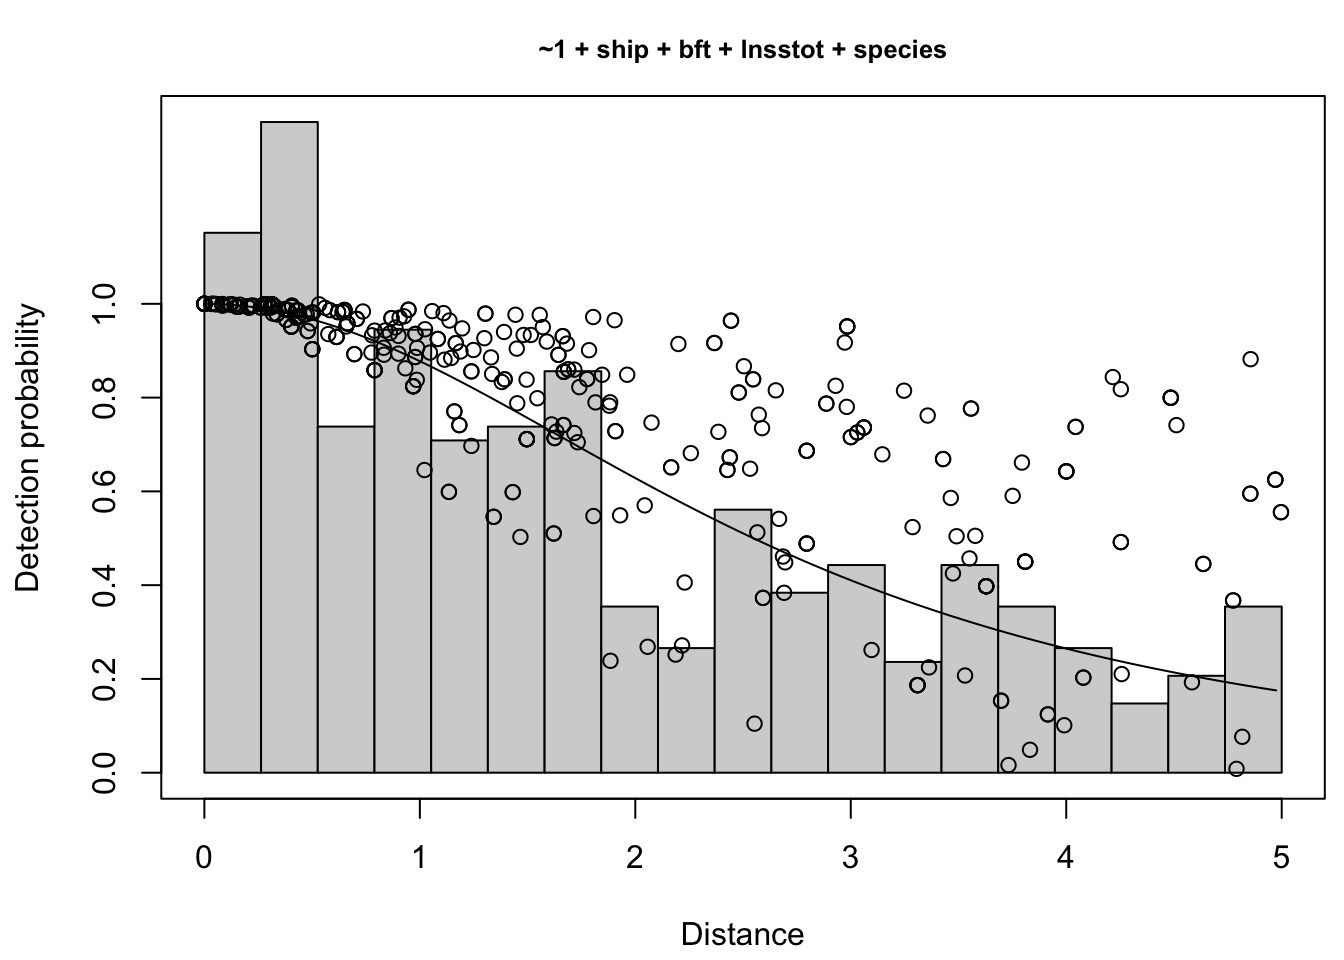 ~1 + ship + bft + lnsstot + species
Detection probability
1.0
0.8
0.6
0.4
0.2
0.0
0 1 2 3 4 5
Distance